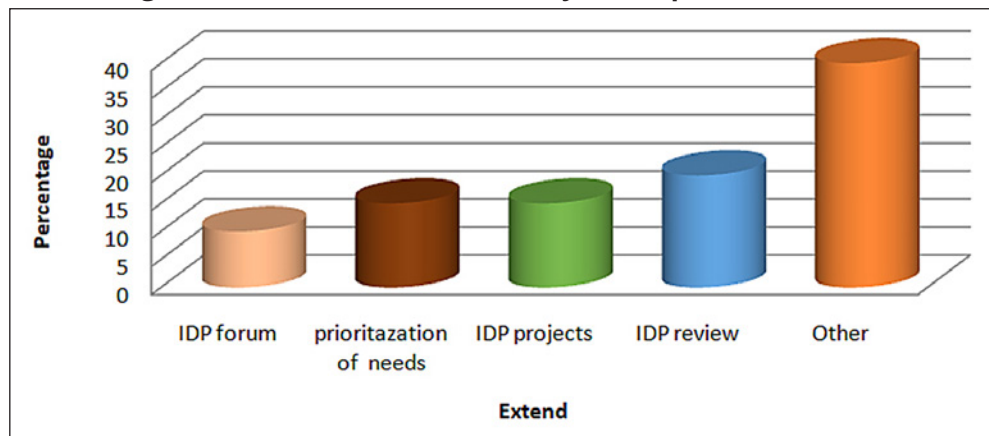 40
35
30
25
20
15
10
5
0
Percentage
IDP forum
prioritazation
of needs
IDP projects
IDP review
Other
Extend